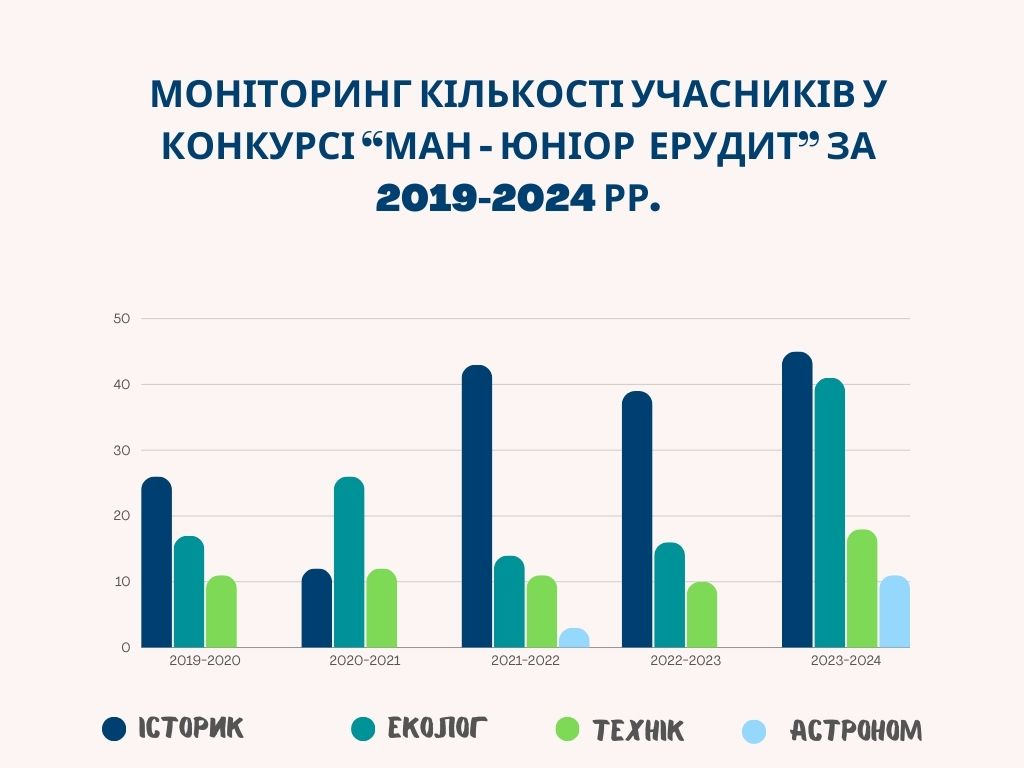 МОНІТОРИНГ КІЛЬКОСТІ УЧАСНИКІВ У
КОНКУРСІ “МАН - ЮНІОР ЕРУДИТ” ЗА
2019-2024 РР.
50
40
30
20
10
0
2019-2020 2020-2021 2021-2022 2022-2023 2023-2024
ІСТОРИК ЕКОЛОГ ТЕХНІК АСТРОНОМ